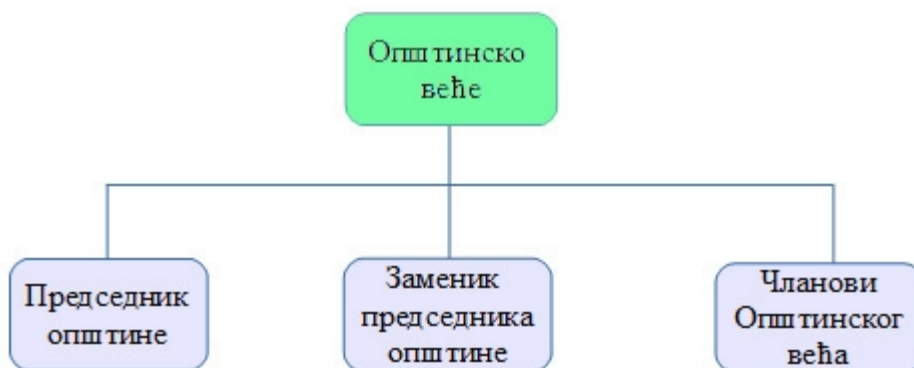 Општинско
веће
Председник
општине
Заменик
председника
општине
Чланови
Општинског
већа